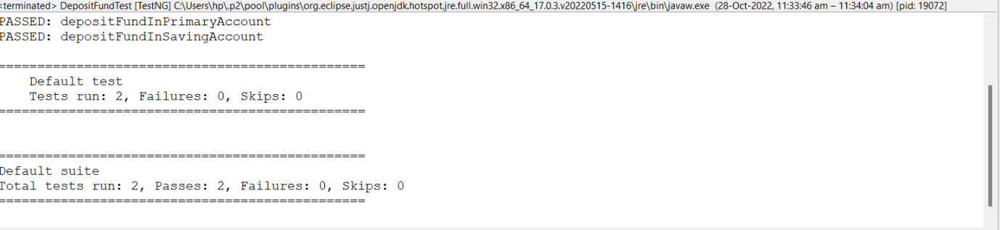 <terminated> DepositFundTest [TestNG] C:\Users\hp\.p2\pool\plugins\org.eclipse.justj.openjdk.hotspot.jre.full.win32.x86_64_17.0.3.v20220515-1416\jre\bin\javaw.exe (28-Oct-2022, 11:33:46 am – 11:34:04 am) [pid: 19072]
PASSED: depositFundInPrimaryAccount
PASSED: depositFundInSavingAccount
===============================================
Default test
Tests run: 2, Failures: 0, Skips: 0
===============================================
===============================================
Default suite
Total tests run: 2, Passes: 2, Failures: 0, Skips: 0
===============================================